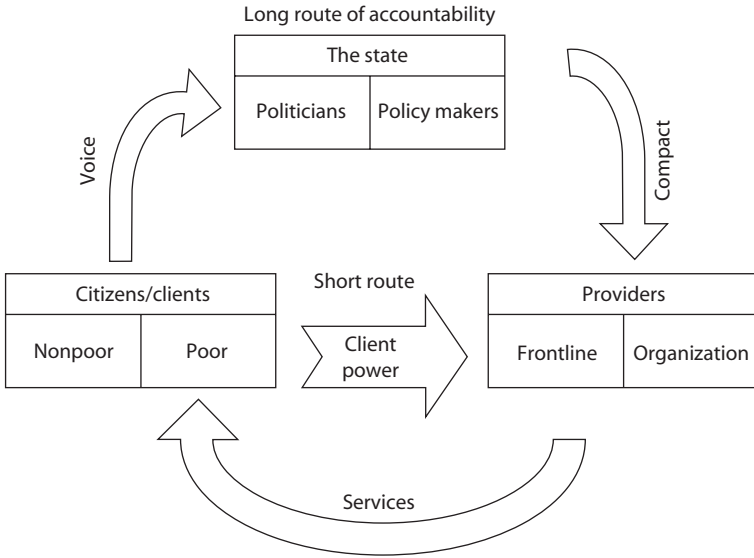 Long route of accountability
The state
Politicians
Policy makers
Voice
Compact
Citizens/clients
Nonpoor
Poor
Short route
Client
power
Providers
Frontline
Organization
Services